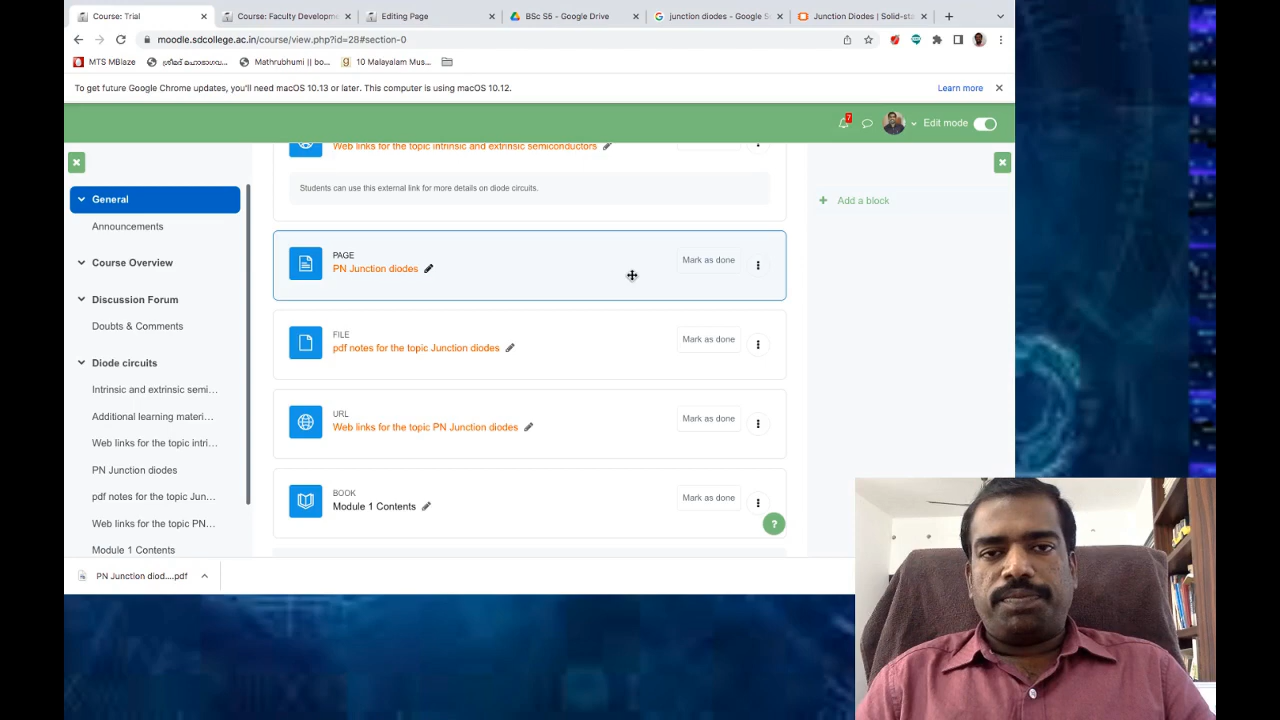 Course: Trial
Course: Faculty Developme
Editing Page
BSc S5 - Google Drive
junction diodes - Google S
Junction Diodes | Solid-sta
moodle.sdcollege.ac.in/course/view.php?id=28#section-0
MTS MBlaze
ശ്രീമദ് മഹാഭാഗവ...
Mathrubhumi || bo...
10 Malayalam Mus...
To get future Google Chrome updates, you'll need macOS 10.13 or later. This computer is using macOS 10.12.
Learn more
7
Edit mode
Web links for the topic intrinsic and extrinsic semiconductors
Students can use this external link for more details on diode circuits.
General
Announcements
Course Overview
Discussion Forum
Doubts & Comments
Diode circuits
Intrinsic and extrinsic semi...
Additional learning materi...
Web links for the topic intri...
PN Junction diodes
pdf notes for the topic Jun...
Web links for the topic PN...
Module 1 Contents
PAGE
PN Junction diodes
Mark as done
FILE
pdf notes for the topic Junction diodes
Mark as done
URL
Web links for the topic PN Junction diodes
Mark as done
BOOK
Module 1 Contents
Mark as done
?
Add a block
PN Junction diod....pdf